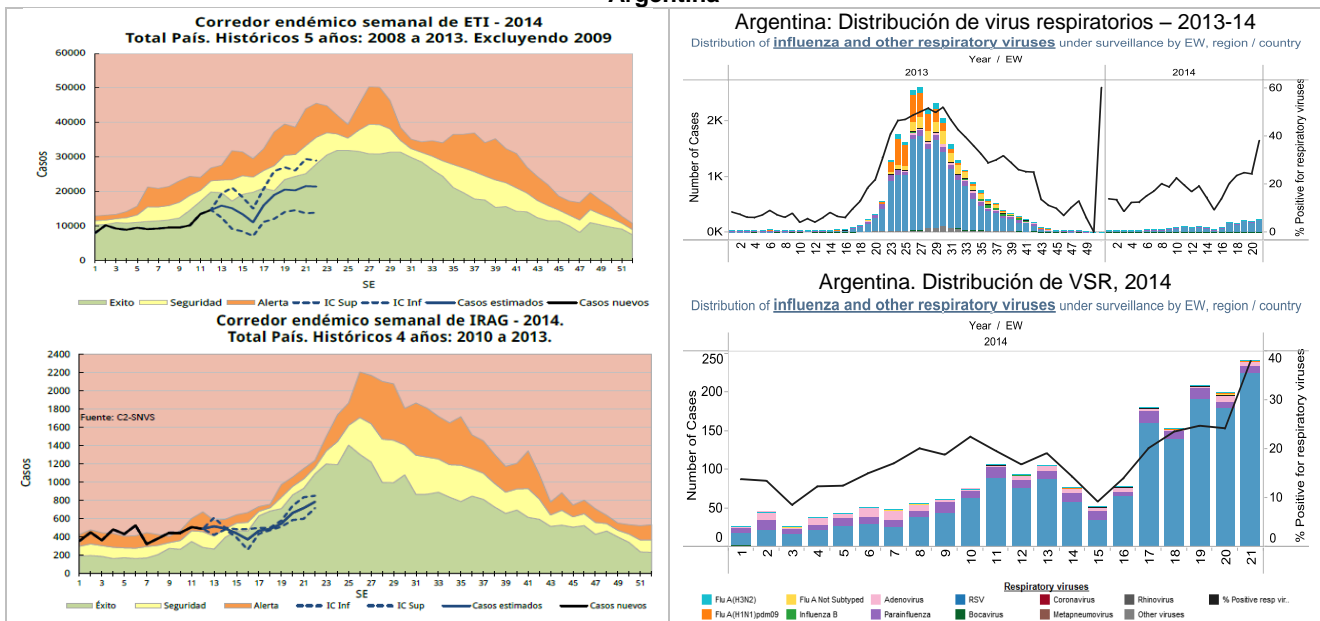 Argentina
Corredor endémico semanal de ETI - 2014
Total País. Históricos 5 años: 2008 a 2013. Excluyendo 2009
60000
50000
40000
30000
20000
10000
0
Casos
1 3 5 7 9 11 13 15 17 19 21 23 25 27 29 31 33 35 37 39 41 43 45 47 49 51
SE
Exito Seguridad Alerta IC Sup IC Inf Casos estimados Casos nuevos
Corredor endémico semanal de IRAG - 2014.
Total País. Históricos 4 años: 2010 a 2013.
2400
2200
2000
1800
1600
1400
1200
1000
800
600
400
200
0
Fuente: C2-SNVS
Casos
1 3 5 7 9 11 13 15 17 19 21 23 25 27 29 31 33 35 37 39 41 43 45 47 49 51
SE
Éxito Seguridad Alerta IC Inf IC Sup Casos estimados Casos nuevos
Argentina: Distribución de virus respiratorios – 2013-14
Distribution of influenza and other respiratory viruses under surveillance by EW, region / country
Year / EW
2013 2014
Number of Cases
2K
1K
0K
60
40
20
0
% Positive for respiratory viruses
2 4 6 8 10 12 14 16 18 20 21 23 25 27 29 31 33 35 37 39 41 43 45 47 49 2 4 6 8 10 12 14 16 18 20
Argentina. Distribución de VSR, 2014
Distribution of influenza and other respiratory viruses under surveillance by EW, region / country
Year / EW
2014
Number of Cases
250
200
150
100
50
0
40
30
20
10
0
% Positive for respiratory viruses
1 2 3 4 5 6 7 8 9 10 11 12 13 14 15 16 17 18 19 20 21
Respiratory viruses
Flu A(H3N2) Flu A Not Subtyped Adenovirus RSV Coronavirus Rhinovirus % Positive resp vir..
Flu A(H1N1)pdm09 Influenza B Parainfluenza Bocavirus Metapneumovirus Other viruses